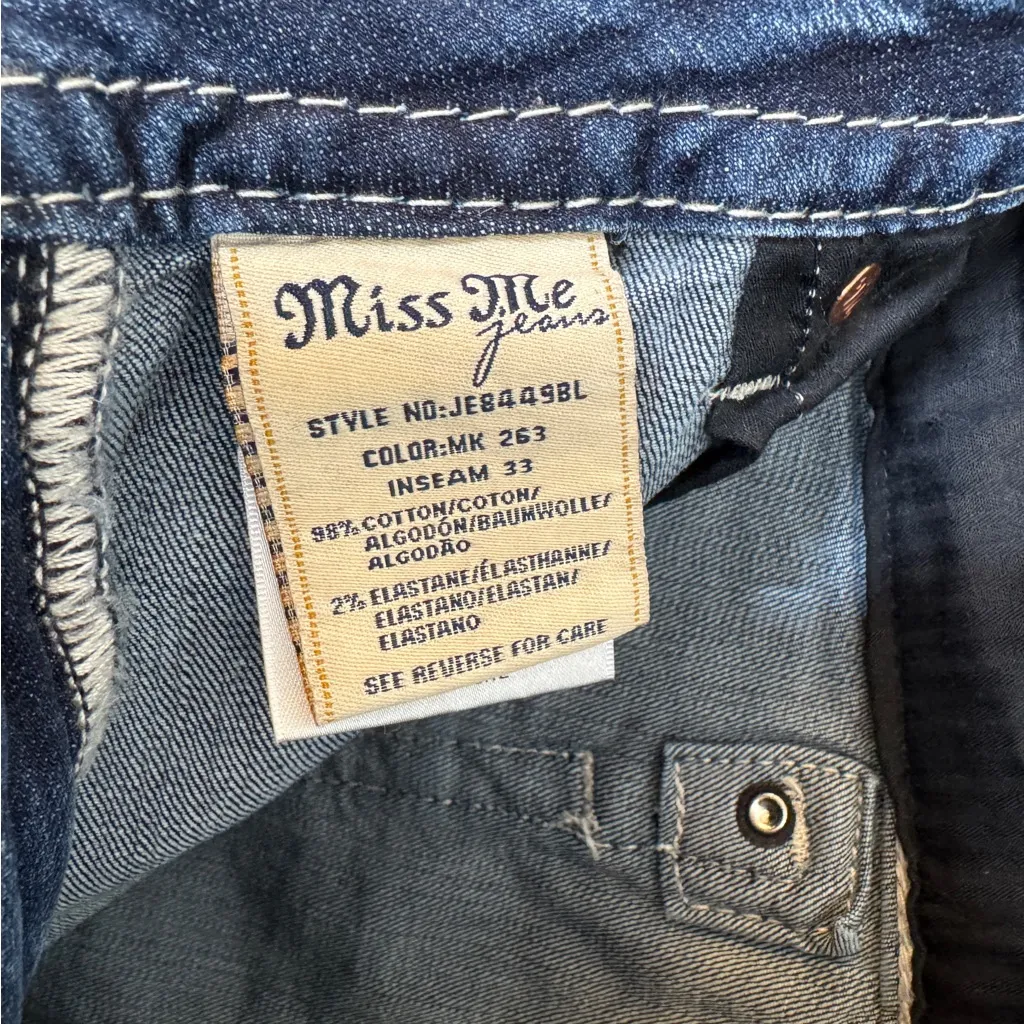 Miss Me
jeans
STYLE NO:JE8449BL
COLOR:MK 263
INSEAM 33
98% COTTON/COTON/
ALGODÓN/BAUMWOLLE/
ALGODÃO
2% ELASTANE/ÉLASTHANNE/
ELASTANO/ELASTAN/
ELASTANO
SEE REVERSE FOR CARE